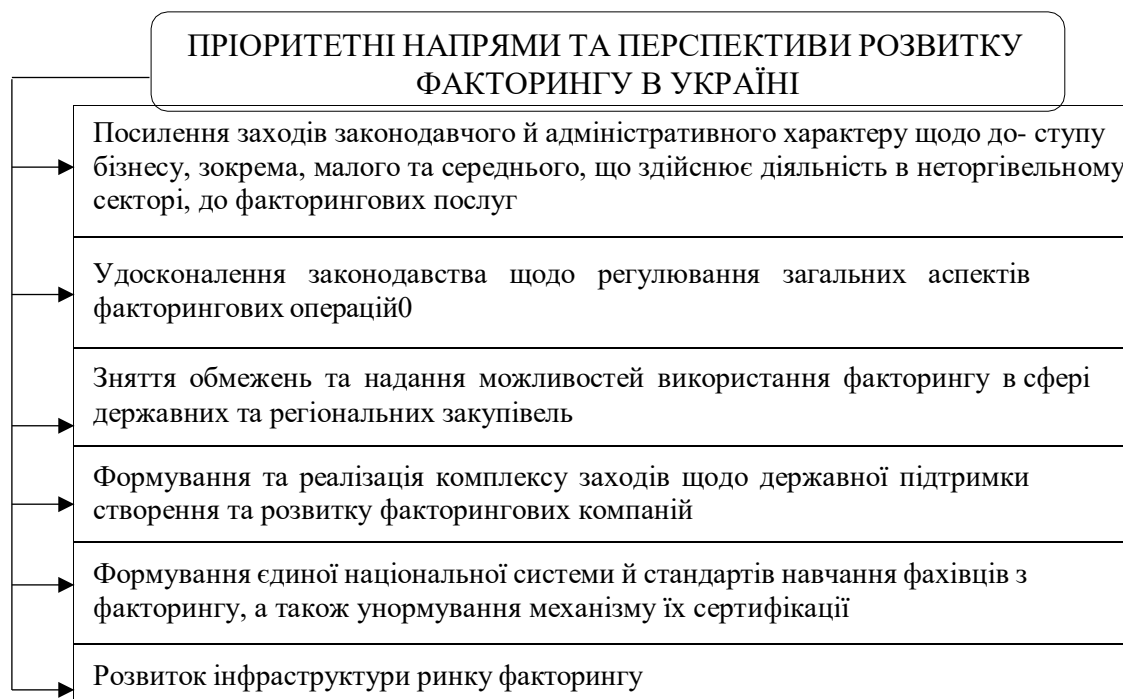 ПРІОРИТЕТНІ НАПРЯМИ ТА ПЕРСПЕКТИВИ РОЗВИТКУ
ФАКТОРИНГУ В УКРАЇНІ
Посилення заходів законодавчого й адміністративного характеру щодо до- ступу
бізнесу, зокрема, малого та середнього, що здійснює діяльність в неторгівельному
секторі, до факторингових послуг
Удосконалення законодавства щодо регулювання загальних аспектів
факторингових операцій0
Зняття обмежень та надання можливостей використання факторингу в сфері
державних та регіональних закупівель
Формування та реалізація комплексу заходів щодо державної підтримки
створення та розвитку факторингових компаній
Формування єдиної національної системи й стандартів навчання фахівців з
факторингу, а також унормування механізму їх сертифікації
Розвиток інфраструктури ринку факторингу